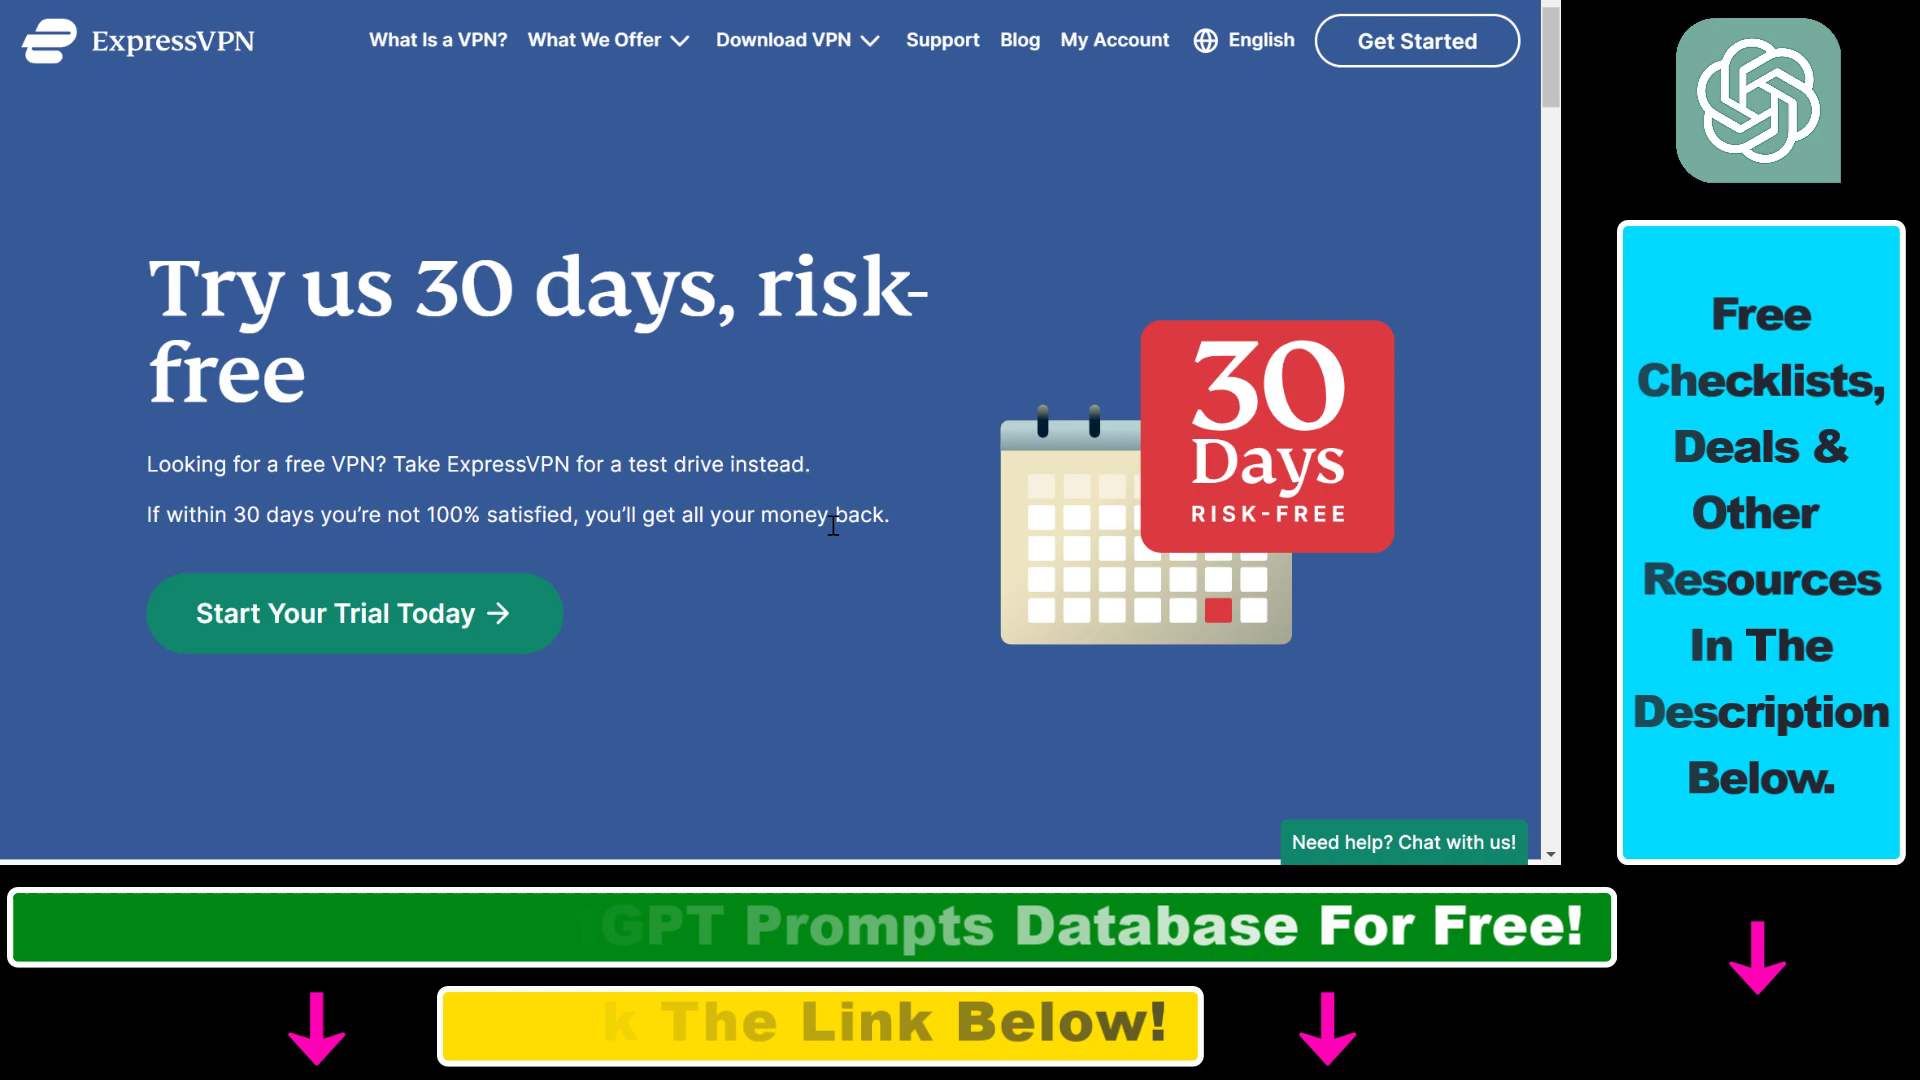 ExpressVPN
What Is a VPN? What We Offer Download VPN Support Blog My Account English Get Started
Try us 30 days, risk-
free
Looking for a free VPN? Take ExpressVPN for a test drive instead.
If within 30 days you’re not 100% satisfied, you’ll get all your money back.
Start Your Trial Today
30
Days
RISK-FREE
Need help? Chat with us!
Free
Checklists,
Deals &
Other
Resources
In The
Description
Below.
GPT Prompts Database For Free!
k The Link Below!